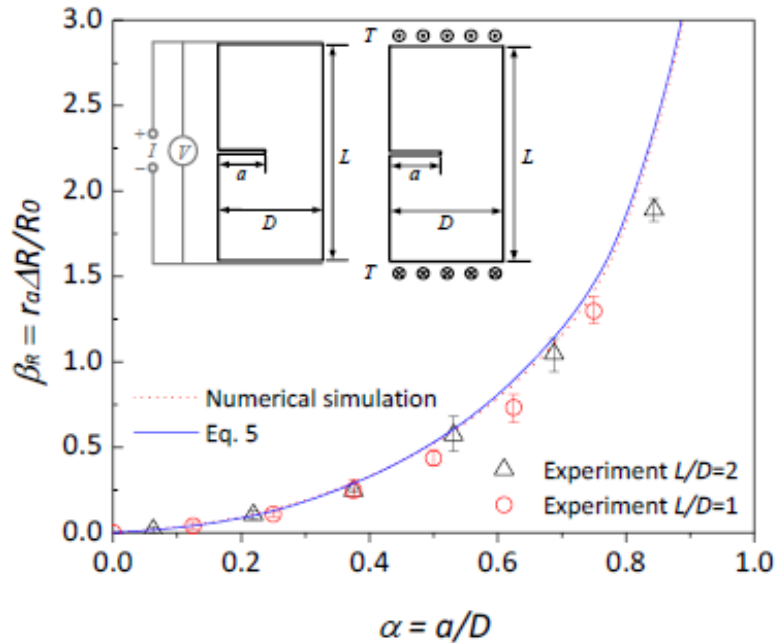 3.0
2.5
2.0
1.5
1.0
0.5
0.0
0.0 0.2 0.4 0.6 0.8 1.0
βR = raΔR/R0
α = a/D
+
I
−
V
a
D
L
T
a
D
L
T
Numerical simulation
Eq. 5
Experiment L/D=2
Experiment L/D=1